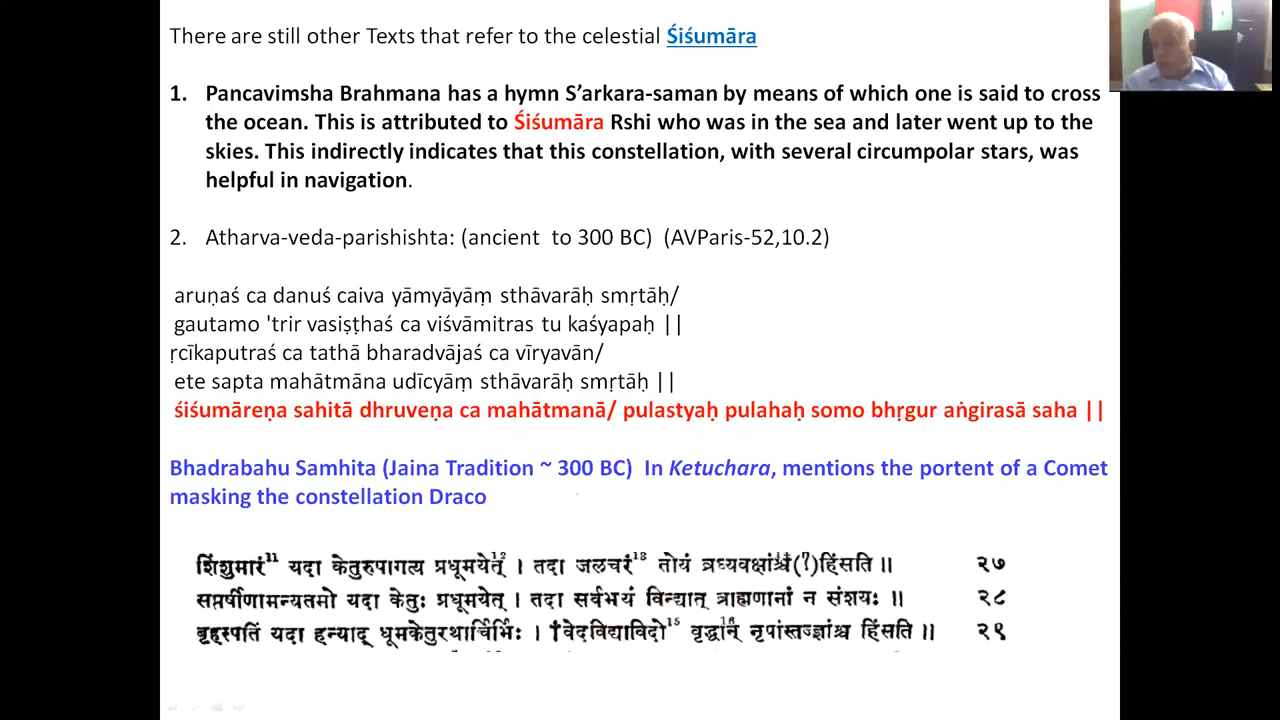 There are still other Texts that refer to the celestial Śiśumāra
1. Pancavimsha Brahmana has a hymn S’arkara-saman by means of which one is said to cross
the ocean. This is attributed to Śiśumāra Rshi who was in the sea and later went up to the
skies. This indirectly indicates that this constellation, with several circumpolar stars, was
helpful in navigation.
2. Atharva-veda-parishishta: (ancient to 300 BC) (AVParis-52,10.2)
aruṇaś ca danuś caiva yāmyāyāṃ sthāvarāḥ smṛtāḥ/
gautamo 'trir vasiṣṭhaś ca viśvāmitras tu kaśyapaḥ ||
ṛcīkaputraś ca tathā bharadvājaś ca vīryavān/
ete sapta mahātmāna udīcyāṃ sthāvarāḥ smṛtāḥ ||
śiśumāreṇa sahitā dhruveṇa ca mahātmanā/ pulastyaḥ pulahaḥ somo bhṛgur aṅgirasā saha ||
Bhadrabahu Samhita (Jaina Tradition ~ 300 BC) In Ketuchara, mentions the portent of a Comet
masking the constellation Draco
शिंशुमारं¹¹ यदा केतुरुपागत्य प्रधूमयेत्¹² । तदा जलचरं¹³ तोयं (?)हिंसति ॥ २७
सप्तर्षीणामन्यतमो यदा केतुः प्रधूमयेत् । तदा सर्वभयं विन्द्यात् ब्राह्मणानां न संशयः ॥ २८
बृहस्पतिं यदा हन्याद् धूमकेतुरथार्चिर्भिः । †वेदविद्याविदो¹⁵ वृद्धान्¹⁶ नृपांस्तज्ज्ञांश्च हिंसति ॥ २९